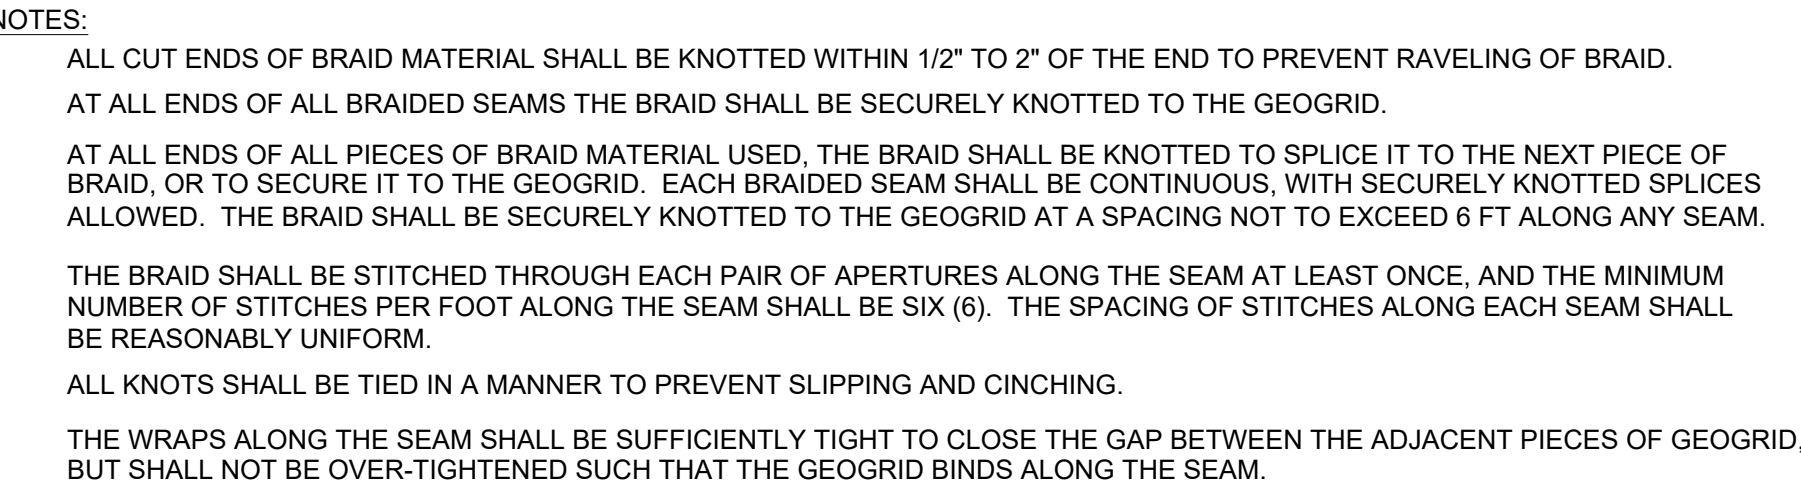 NOTES:
ALL CUT ENDS OF BRAID MATERIAL SHALL BE KNOTTED WITHIN 1/2" TO 2" OF THE END TO PREVENT RAVELING OF BRAID.
AT ALL ENDS OF ALL BRAIDED SEAMS THE BRAID SHALL BE SECURELY KNOTTED TO THE GEOGRID.
AT ALL ENDS OF ALL PIECES OF BRAID MATERIAL USED, THE BRAID SHALL BE KNOTTED TO SPLICE IT TO THE NEXT PIECE OF
BRAID, OR TO SECURE IT TO THE GEOGRID.  EACH BRAIDED SEAM SHALL BE CONTINUOUS, WITH SECURELY KNOTTED SPLICES
ALLOWED.  THE BRAID SHALL BE SECURELY KNOTTED TO THE GEOGRID AT A SPACING NOT TO EXCEED 6 FT ALONG ANY SEAM.
THE BRAID SHALL BE STITCHED THROUGH EACH PAIR OF APERTURES ALONG THE SEAM AT LEAST ONCE, AND THE MINIMUM
NUMBER OF STITCHES PER FOOT ALONG THE SEAM SHALL BE SIX (6).  THE SPACING OF STITCHES ALONG EACH SEAM SHALL
BE REASONABLY UNIFORM.
ALL KNOTS SHALL BE TIED IN A MANNER TO PREVENT SLIPPING AND CINCHING.
THE WRAPS ALONG THE SEAM SHALL BE SUFFICIENTLY TIGHT TO CLOSE THE GAP BETWEEN THE ADJACENT PIECES OF GEOGRID,
BUT SHALL NOT BE OVER-TIGHTENED SUCH THAT THE GEOGRID BINDS ALONG THE SEAM.